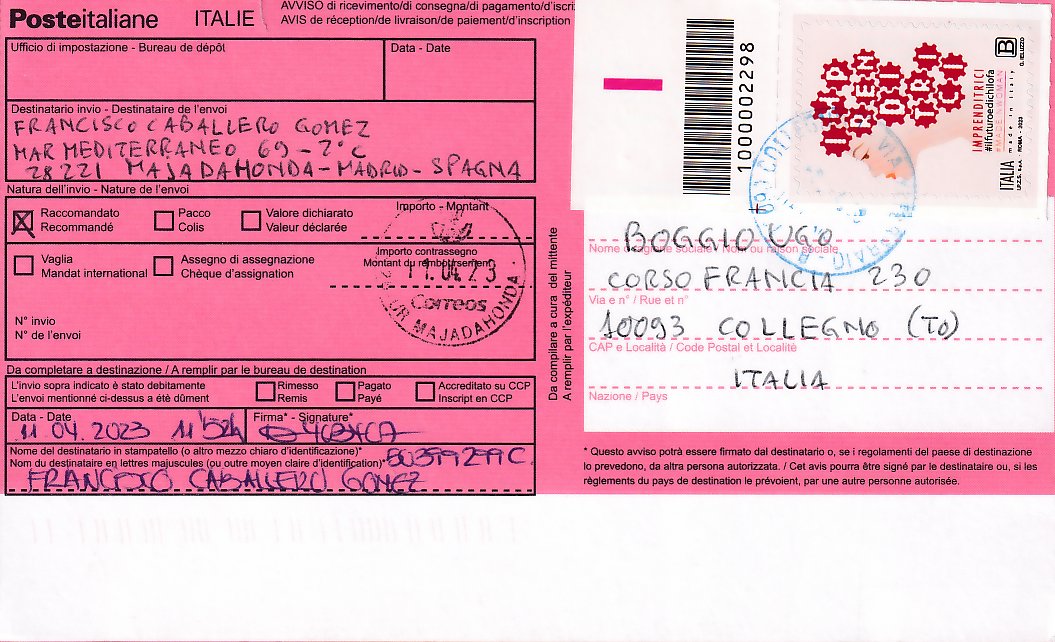 Posteitaliane ITALIE
AVVISO di ricevimento/di consegna/di pagamento/d'iscri
AVIS de réception/de livraison/de paiement/d'inscription
Ufficio di impostazione - Bureau de dépôt
Data - Date
Destinatario invio - Destinataire de l'envoi
FRANCISCO CABALLERO GOMEZ
MAR MEDITERRANEO 69 - 2°C
28221 MAJADAHONDA - MADRID - SPAGNA
Natura dell'invio - Nature de l'envoi
Raccomandato
Recommandé
Pacco
Colis
Valore dichiarato
Valeur déclarée
Importo - Montant
Vaglia
Mandat international
Assegno di assegnazione
Chèque d'assignation
Importo contrassegno
Montant du remboursement
11.04.23
Correos
UR MAJADAHONDA
N° invio
N° de l'envoi
Da completare a destinazione / A remplir par le bureau de destination
L'invio sopra indicato è stato debitamente
L'envoi mentionné ci-dessus a été dûment
Rimesso
Remis
Pagato
Payé
Accreditato su CCP
Inscript en CCP
Data - Date
11 04. 2023 11'52h
Firma* - Signature*
Nome del destinatario in stampatello (o altro mezzo chiaro d'identificazione)*
Nom du destinataire en lettres majuscules (ou outre moyen claire d'identification)*
50399299C
FRANCISCO CABALLERO GOMEZ
Da compilare a cura del mittente
A remplir par l'expéditeur
1000002298
IMPRENDITRICI
IMPRENDITRICI
#ilfuturoedichilofa
#MADEINWOMAN
ITALIA made in Italy
I.P.Z.S. S.p.A. - ROMA - 2023
B
Nome o ragione sociale / Nom ou raison sociale
BOGGIO UGO
CORSO FRANCIA 230
Via e n° / Rue et n°
10093 COLLEGNO (TO)
CAP e Località / Code Postal et Localité
ITALIA
Nazione / Pays
* Questo avviso potrà essere firmato dal destinatario o, se i regolamenti del paese di destinazione
lo prevedono, da altra persona autorizzata. / Cet avis pourra être signé par le destinataire ou, si les
règlements du pays de destination le prévoient, par une autre personne autorisée.